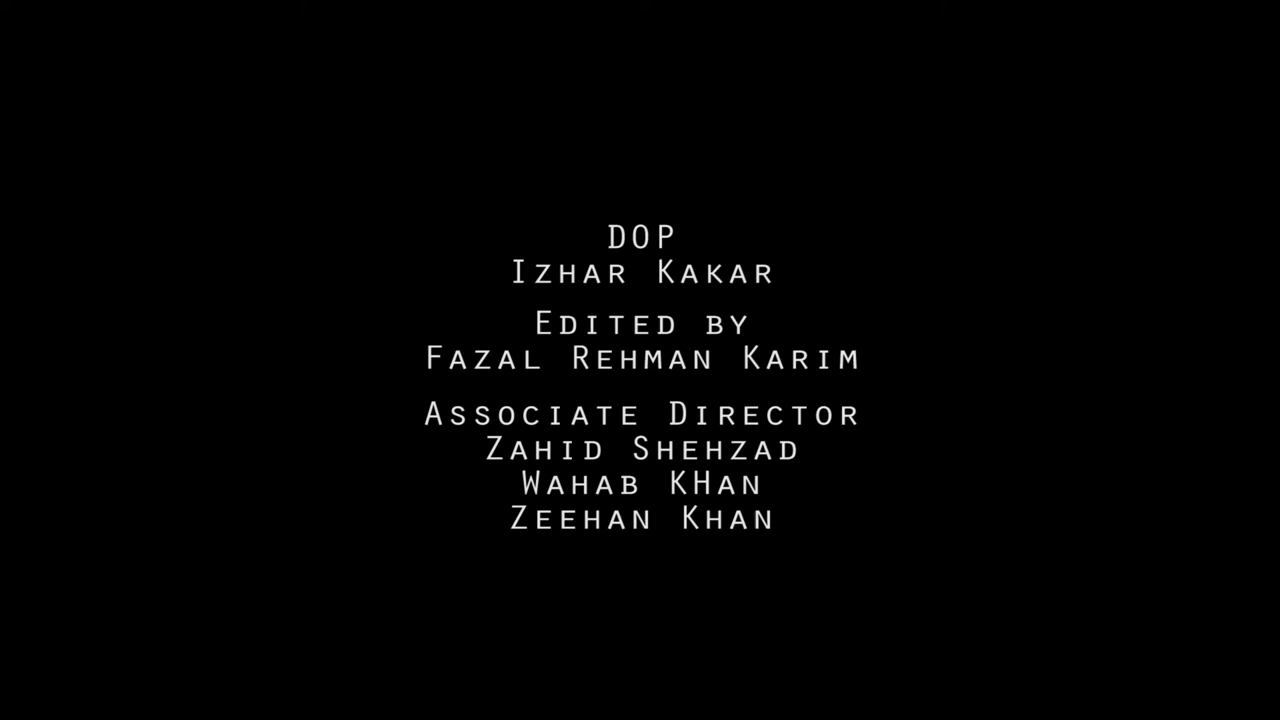 DOP
Izhar Kakar
Edited by
Fazal Rehman Karim
Associate Director
Zahid Shehzad
Wahab KHan
Zeehan Khan